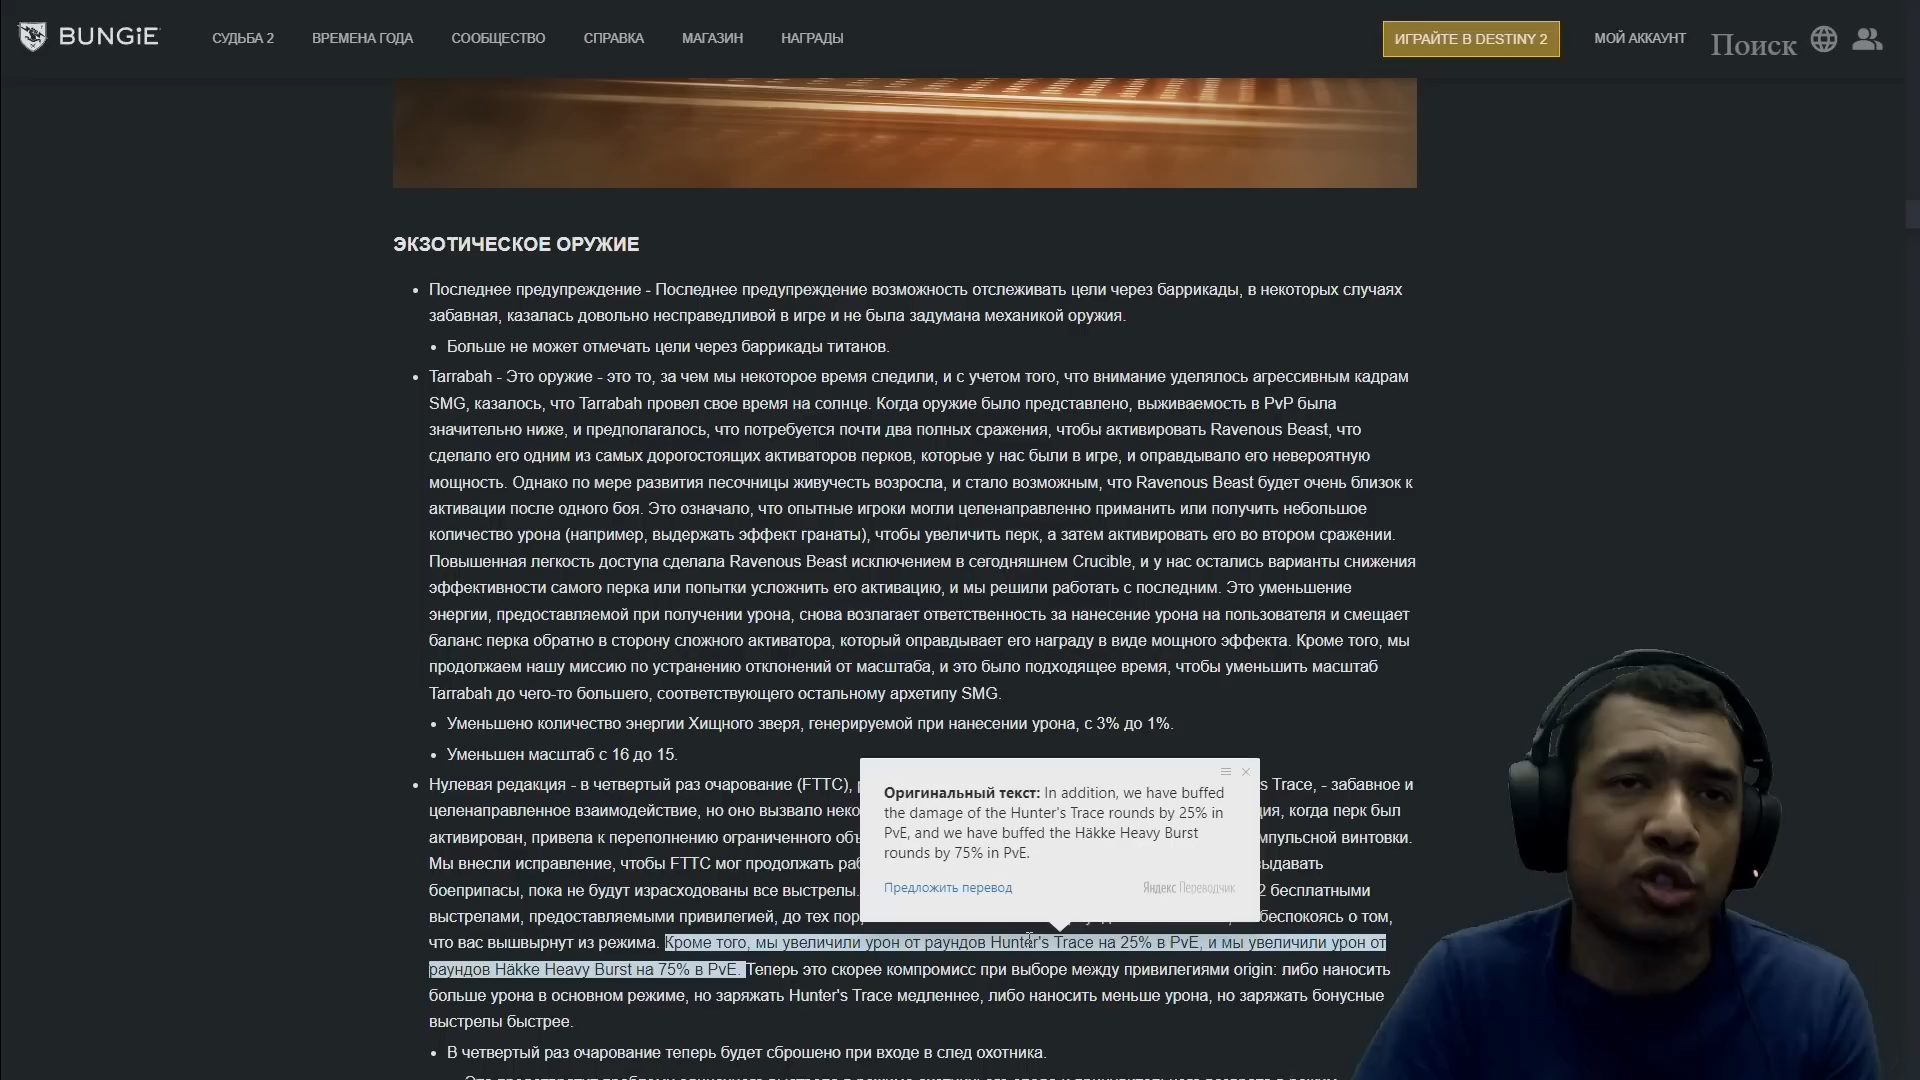 BUNGiE
СУДЬБА 2
ВРЕМЕНА ГОДА
СООБЩЕСТВО
СПРАВКА
МАГАЗИН
НАГРАДЫ
ИГРАЙТЕ В DESTINY 2
МОЙ АККАУНТ
Поиск
ЭКЗОТИЧЕСКОЕ ОРУЖИЕ
• Последнее предупреждение - Последнее предупреждение возможность отслеживать цели через баррикады, в некоторых случаях
забавная, казалась довольно несправедливой в игре и не была задумана механикой оружия.
• Больше не может отмечать цели через баррикады титанов.
• Tarrabah - Это оружие - это то, за чем мы некоторое время следили, и с учетом того, что внимание уделялось агрессивным кадрам
SMG, казалось, что Tarrabah провел свое время на солнце. Когда оружие было представлено, выживаемость в PvP была
значительно ниже, и предполагалось, что потребуется почти два полных сражения, чтобы активировать Ravenous Beast, что
сделало его одним из самых дорогостоящих активаторов перков, которые у нас были в игре, и оправдывало его невероятную
мощность. Однако по мере развития песочницы живучесть возросла, и стало возможным, что Ravenous Beast будет очень близок к
активации после одного боя. Это означало, что опытные игроки могли целенаправленно приманить или получить небольшое
количество урона (например, выдержать эффект гранаты), чтобы увеличить перк, а затем активировать его во втором сражении.
Повышенная легкость доступа сделала Ravenous Beast исключением в сегодняшнем Crucible, и у нас остались варианты снижения
эффективности самого перка или попытки усложнить его активацию, и мы решили работать с последним. Это уменьшение
энергии, предоставляемой при получении урона, снова возлагает ответственность за нанесение урона на пользователя и смещает
баланс перка обратно в сторону сложного активатора, который оправдывает его награду в виде мощного эффекта. Кроме того, мы
продолжаем нашу миссию по устранению отклонений от масштаба, и это было подходящее время, чтобы уменьшить масштаб
Tarrabah до чего-то большего, соответствующего остальному архетипу SMG.
• Уменьшено количество энергии Хищного зверя, генерируемой при нанесении урона, с 3% до 1%.
• Уменьшен масштаб с 16 до 15.
• Нулевая редакция - в четвертый раз очарование (FTTC), s Trace, - забавное и
целенаправленное взаимодействие, но оно вызвало ция, когда перк был
активирован, привела к переполнению ограниченного импульсной винтовки.
Мы внесли исправление, чтобы FTTC мог продолжать выдавать
боеприпасы, пока не будут израсходованы все выстрелы. 2 бесплатными
выстрелами, предоставляемыми привилегией, до тех пор, беспокоясь о том,
что вас вышвырнут из режима. Кроме того, мы увеличили урон от раундов Hunter's Trace на 25% в PvE, и мы увеличили урон от
раундов Häkke Heavy Burst на 75% в PvE. Теперь это скорее компромисс при выборе между привилегиями origin: либо наносить
больше урона в основном режиме, но заряжать Hunter's Trace медленнее, либо наносить меньше урона, но заряжать бонусные
выстрелы быстрее.
• В четвертый раз очарование теперь будет сброшено при входе в след охотника.
Оригинальный текст: In addition, we have buffed
the damage of the Hunter's Trace rounds by 25% in
PvE, and we have buffed the Häkke Heavy Burst
rounds by 75% in PvE.
Предложить перевод
Яндекс Переводчик